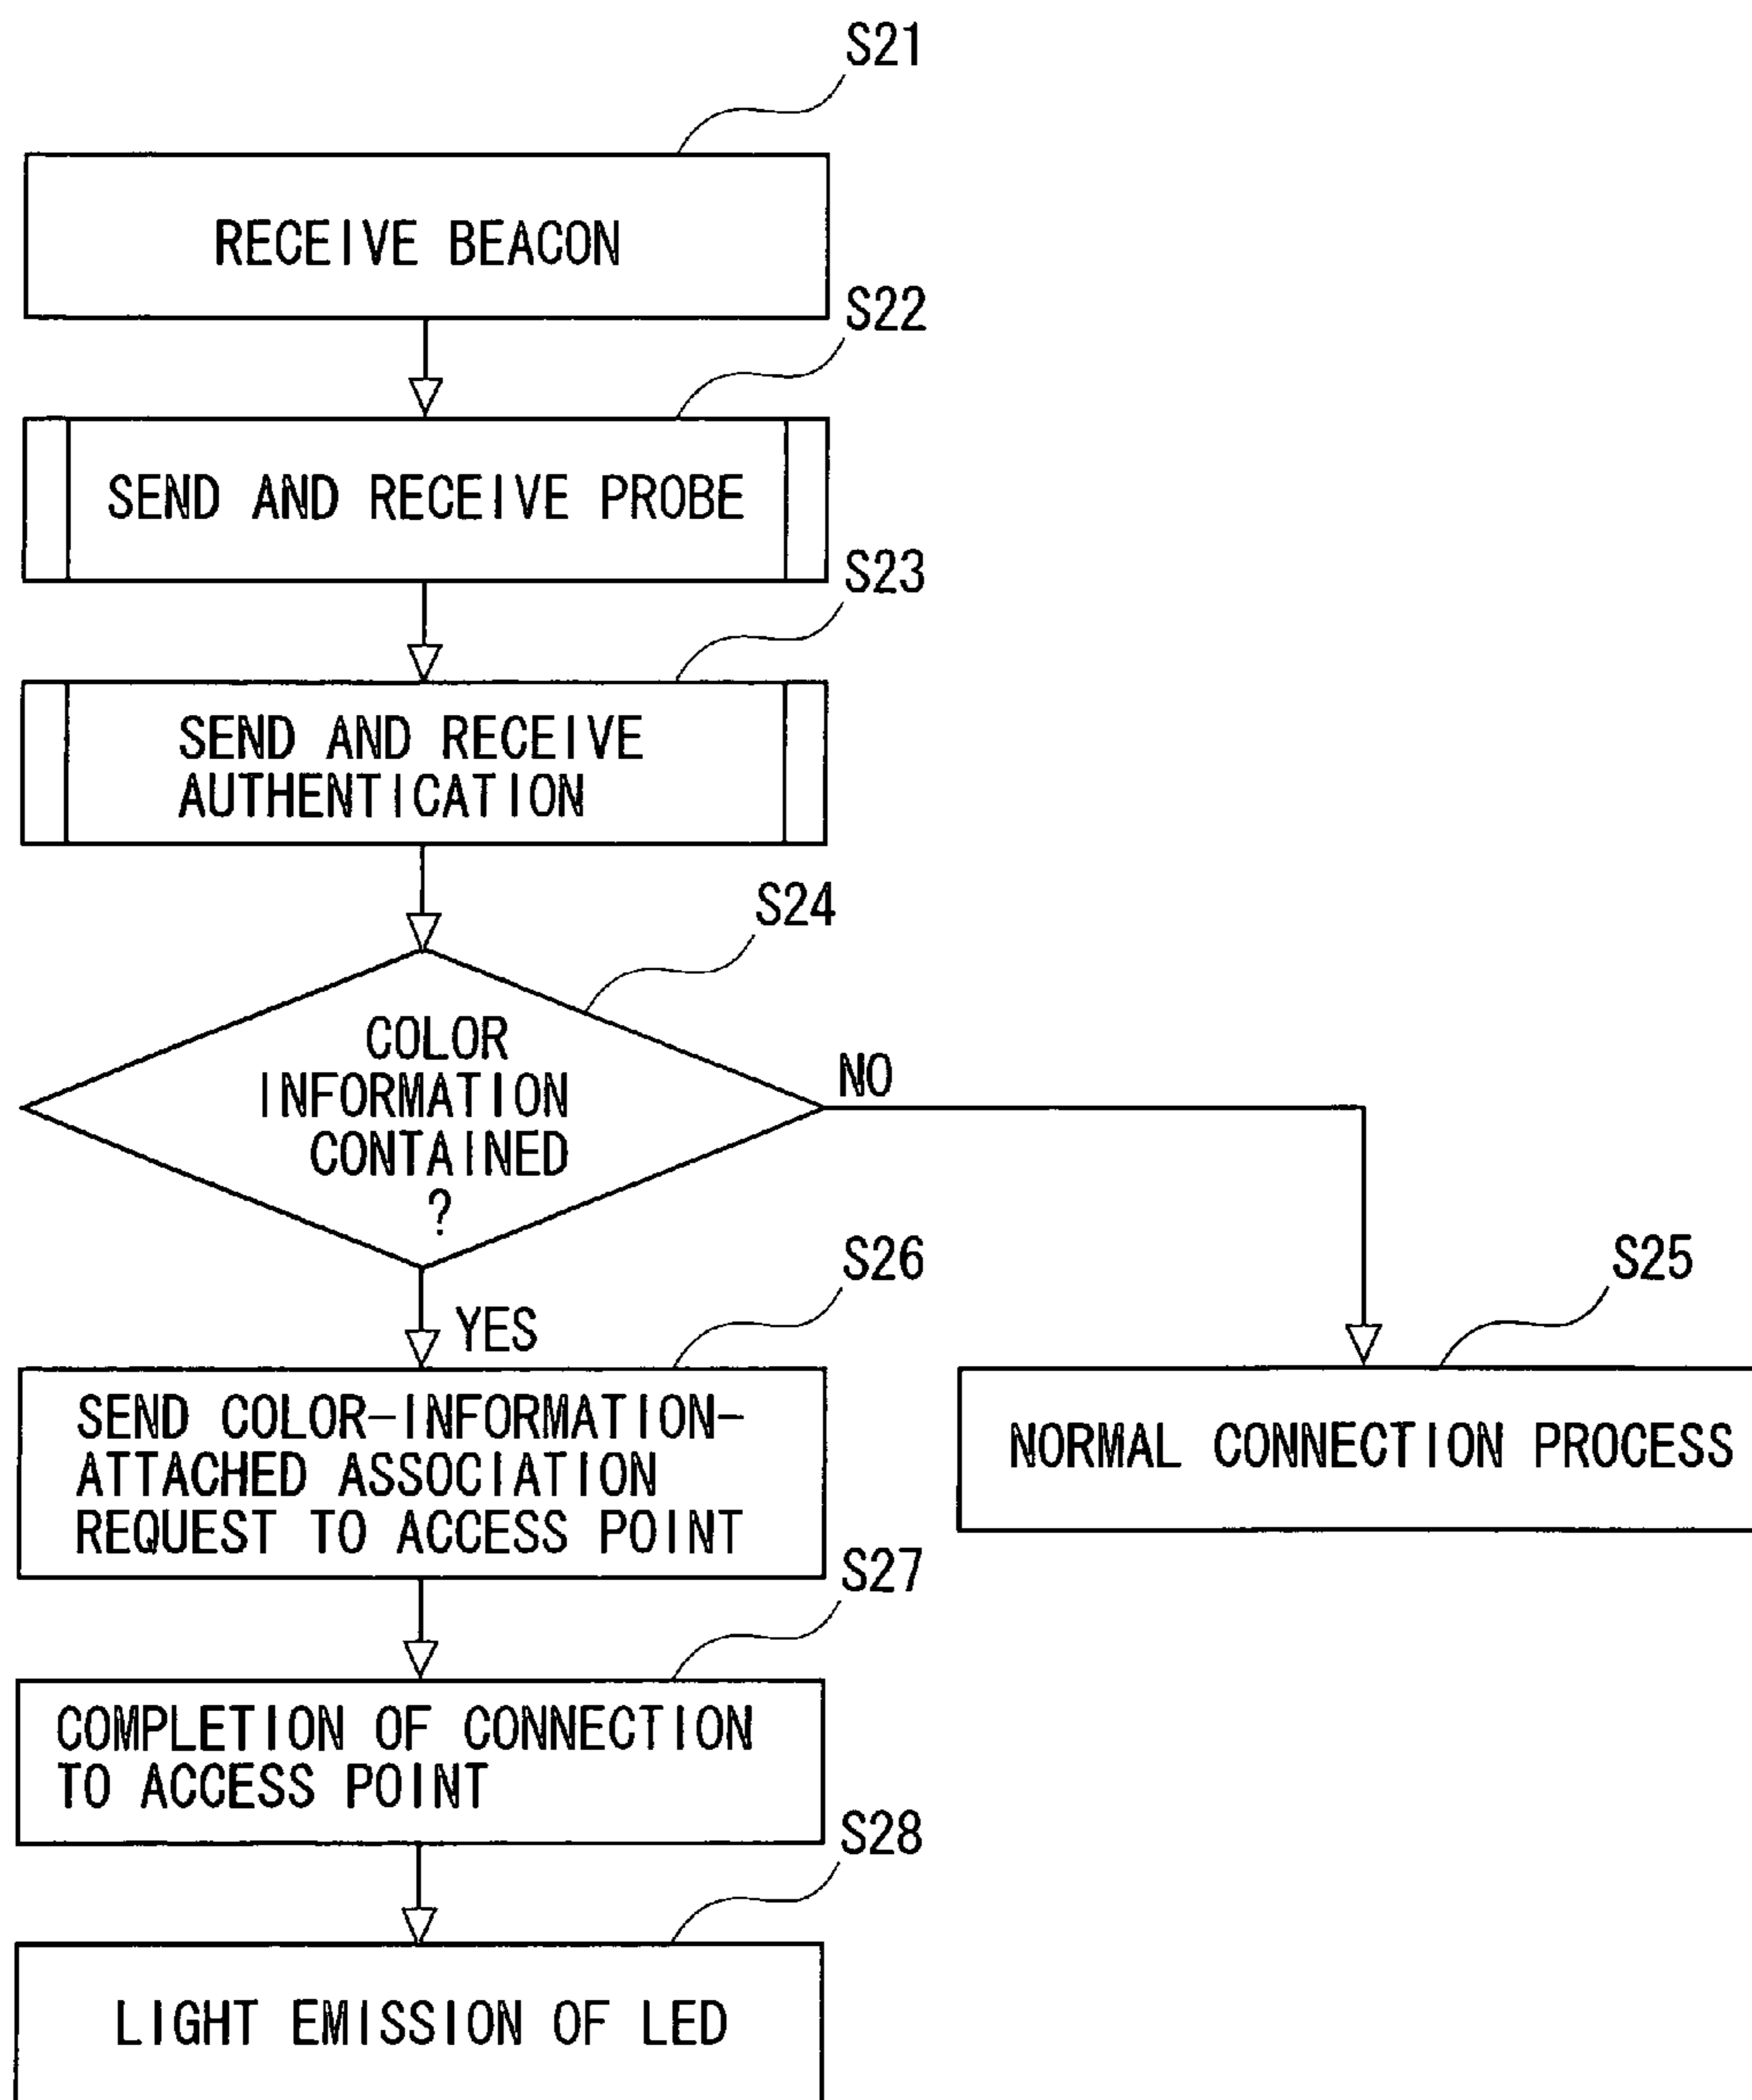 S21
RECEIVE BEACON
S22
SEND AND RECEIVE PROBE
S23
SEND AND RECEIVE
AUTHENTICATION
S24
COLOR
INFORMATION
CONTAINED
?
NO
YES
S26
SEND COLOR-INFORMATION-
ATTACHED ASSOCIATION
REQUEST TO ACCESS POINT
S25
NORMAL CONNECTION PROCESS
S27
COMPLETION OF CONNECTION
TO ACCESS POINT
S28
LIGHT EMISSION OF LED